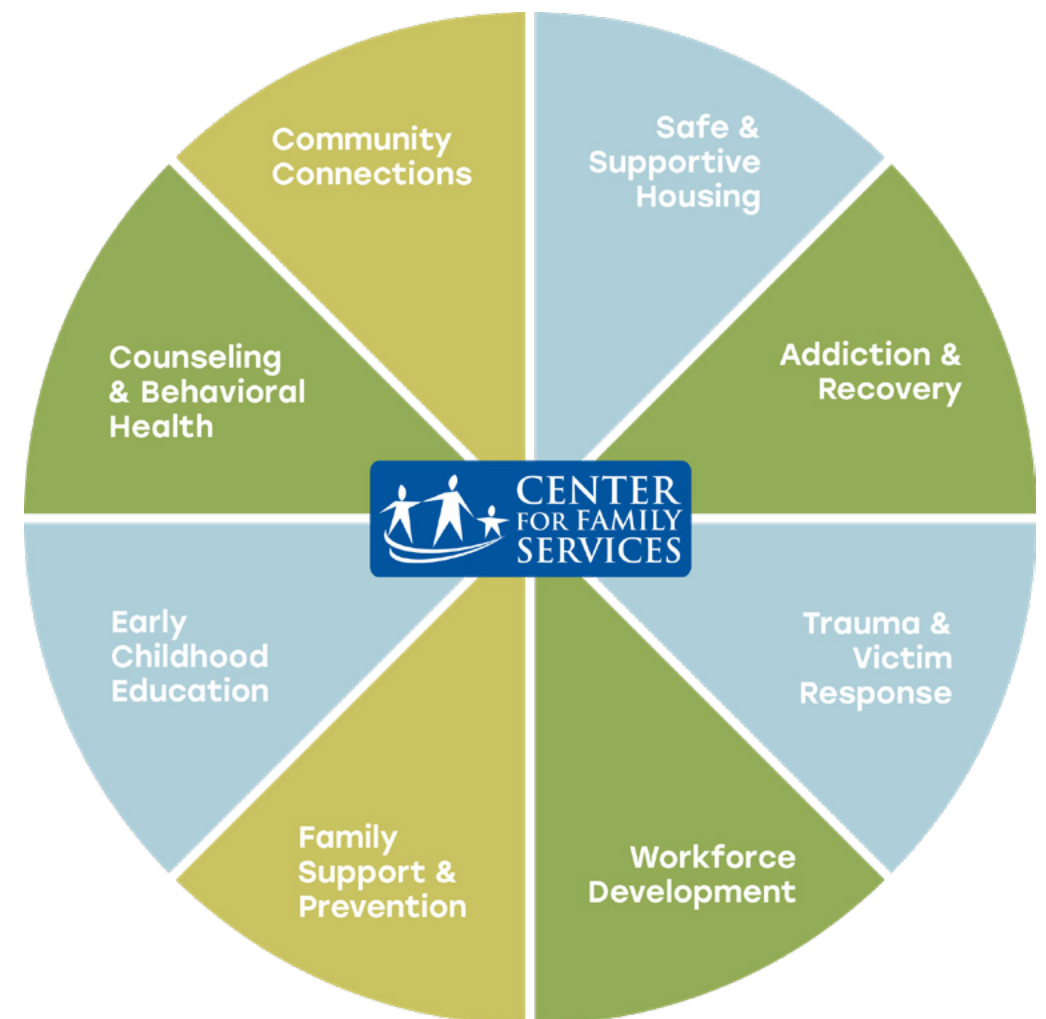 Community
Connections
Safe &
Supportive
Housing
Counseling
& Behavioral
Health
Addiction &
Recovery
CENTER
FOR FAMILY
SERVICES
Early
Childhood
Education
Trauma &
Victim
Response
Family
Support &
Prevention
Workforce
Development